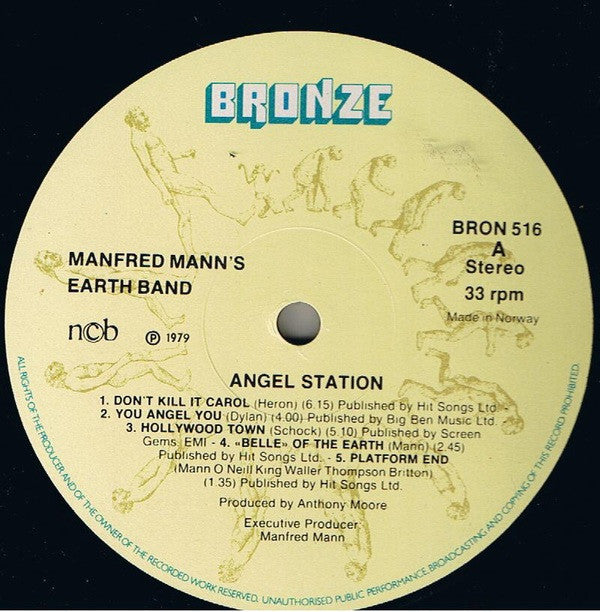 BRONZE
BRON 516
A
Stereo
33 rpm
Made in Norway
MANFRED MANN'S
EARTH BAND
n©b ℗ 1979
ANGEL STATION
1. DON'T KILL IT CAROL (Heron) (6.15) Published by Hit Songs Ltd. -
2. YOU ANGEL YOU (Dylan) (4.00) Published by Big Ben Music Ltd.
3. HOLLYWOOD TOWN (Schock) (5.10) Published by Screen
Gems. EMI - 4. «BELLE» OF THE EARTH (Mann) (2.45)
Published by Hit Songs Ltd. - 5. PLATFORM END
(Mann O Neill King Waller Thompson Britton)
(1.35) Published by Hit Songs Ltd.
Produced by Anthony Moore
Executive Producer:
Manfred Mann
ALL RIGHTS OF THE PRODUCER AND OF THE OWNER OF THE RECORDED WORK RESERVED. UNAUTHORISED PUBLIC PERFORMANCE, BROADCASTING AND COPYING OF THIS RECORD PROHIBITED.